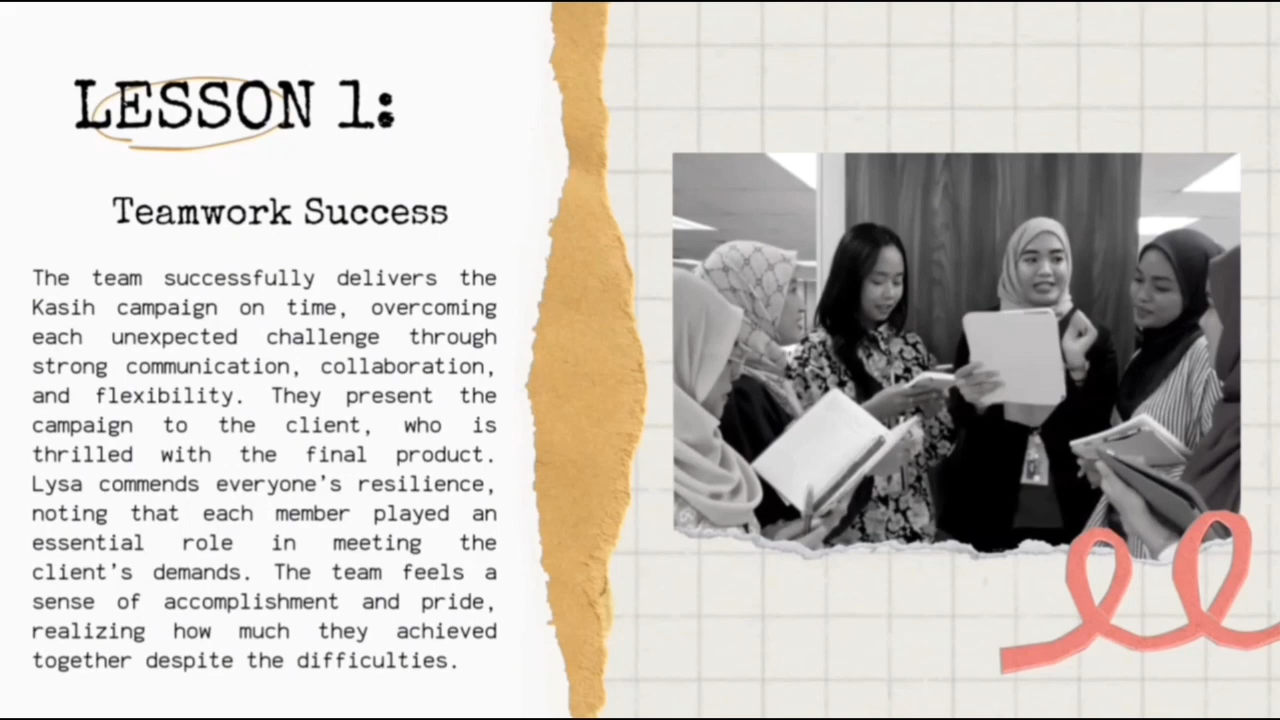 LESSON 1:
Teamwork Success
The team successfully delivers the
Kasih campaign on time, overcoming
each unexpected challenge through
strong communication, collaboration,
and flexibility. They present the
campaign to the client, who is
thrilled with the final product.
Lysa commends everyone's resilience,
noting that each member played an
essential role in meeting the
client's demands. The team feels a
sense of accomplishment and pride,
realizing how much they achieved
together despite the difficulties.